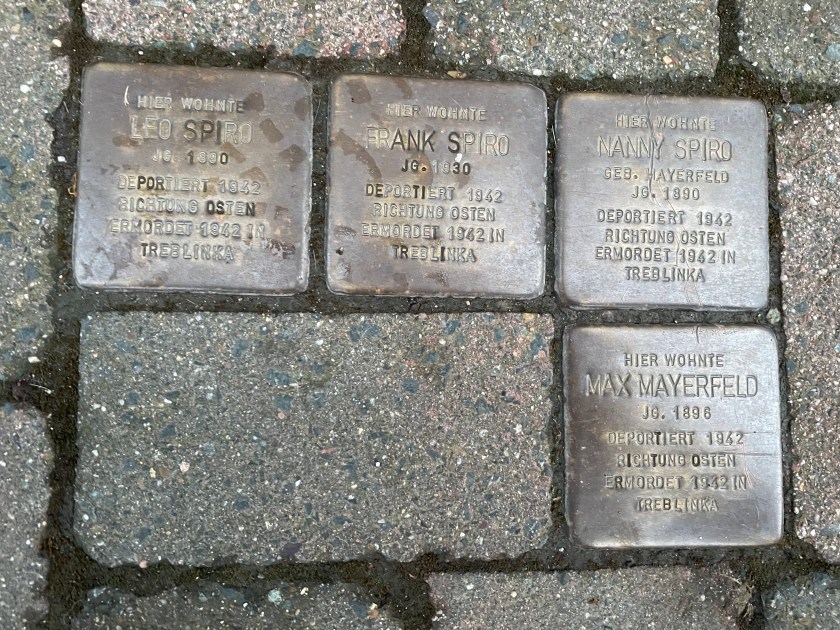 HIER WOHNTE
LEO SPIRO
JG. 1890
DEPORTIERT 1942
RICHTUNG OSTEN
ERMORDET 1942 IN
TREBLINKA
HIER WOHNTE
FRANK SPIRO
JG. 1930
DEPORTIERT 1942
RICHTUNG OSTEN
ERMORDET 1942 IN
TREBLINKA
HIER WOHNTE
NANNY SPIRO
GEB. MAYERFELD
JG. 1890
DEPORTIERT 1942
RICHTUNG OSTEN
ERMORDET 1942 IN
TREBLINKA
HIER WOHNTE
MAX MAYERFELD
JG. 1896
DEPORTIERT 1942
RICHTUNG OSTEN
ERMORDET 1942 IN
TREBLINKA